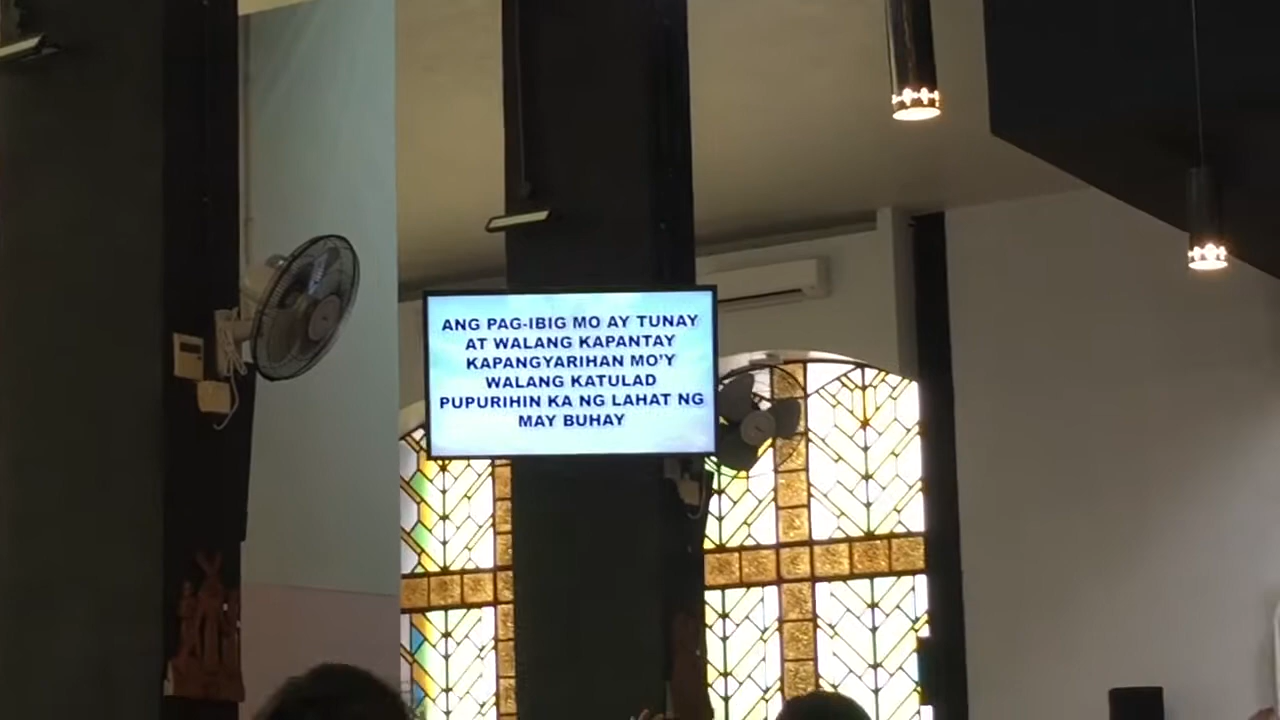 ANG PAG-IBIG MO AY TUNAY
AT WALANG KAPANTAY
KAPANGYARIHAN MO'Y
WALANG KATULAD
PUPURIHIN KA NG LAHAT NG
MAY BUHAY